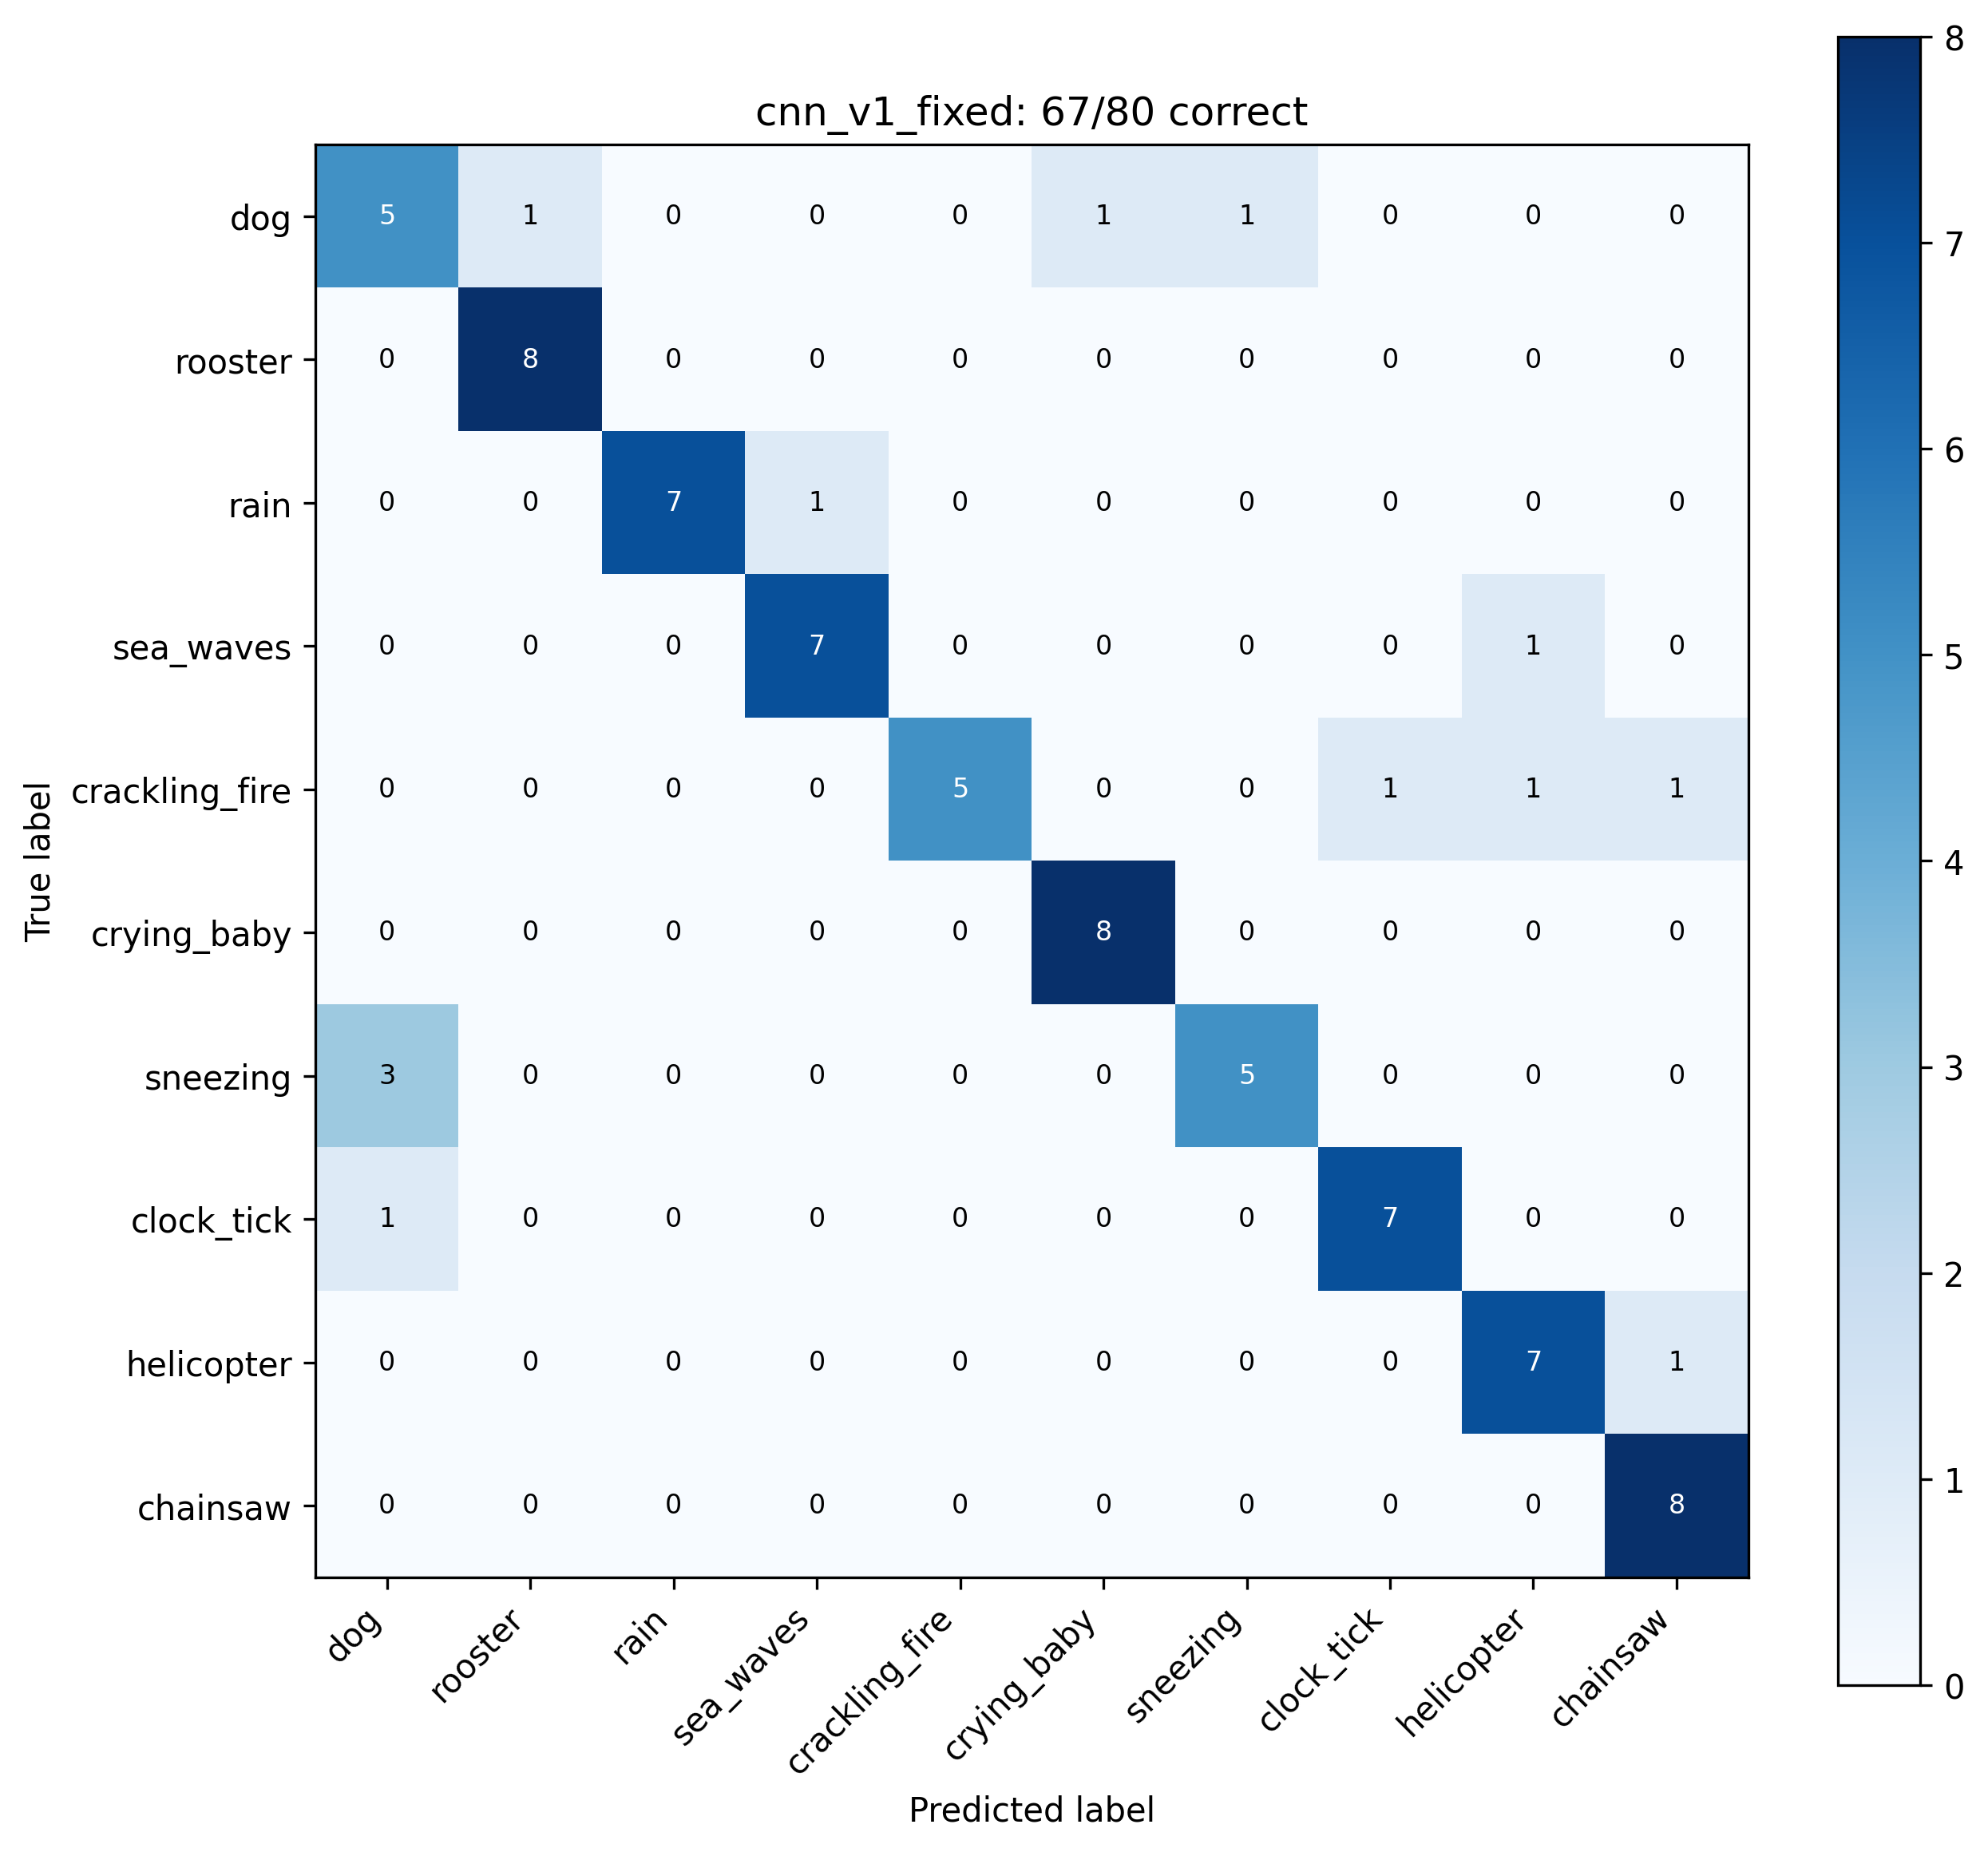 cnn_v1_fixed: 67/80 correct
True label
dog 5 1 0 0 0 1 1 0 0 0
rooster 0 8 0 0 0 0 0 0 0 0
rain 0 0 7 1 0 0 0 0 0 0
sea_waves 0 0 0 7 0 0 0 0 1 0
crackling_fire 0 0 0 0 5 0 0 1 1 1
crying_baby 0 0 0 0 0 8 0 0 0 0
sneezing 3 0 0 0 0 0 5 0 0 0
clock_tick 1 0 0 0 0 0 0 7 0 0
helicopter 0 0 0 0 0 0 0 0 7 1
chainsaw 0 0 0 0 0 0 0 0 0 8
dog rooster rain sea_waves crackling_fire crying_baby sneezing clock_tick helicopter chainsaw
Predicted label
8
7
6
5
4
3
2
1
0